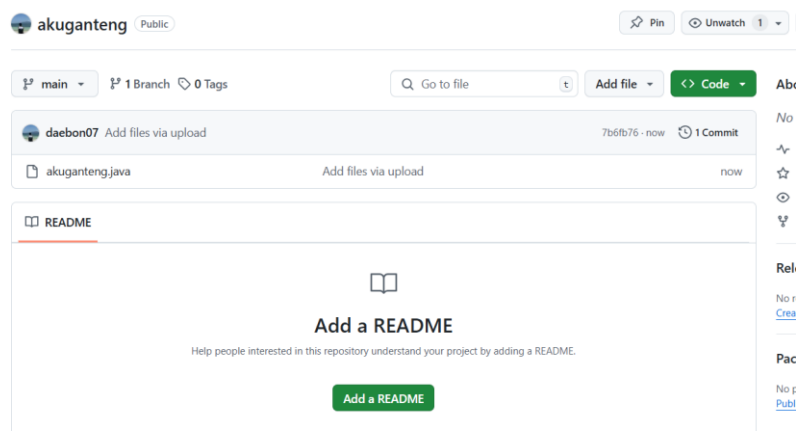 akuganteng Public Pin Unwatch 1
main 1 Branch 0 Tags Go to file t Add file Code
daebon07 Add files via upload 7b6fb76 · now 1 Commit
akuganteng.java Add files via upload now
README
Add a README
Help people interested in this repository understand your project by adding a README.
Add a README
Abo
No
Rel
No r
Crea
Pac
No p
Publ